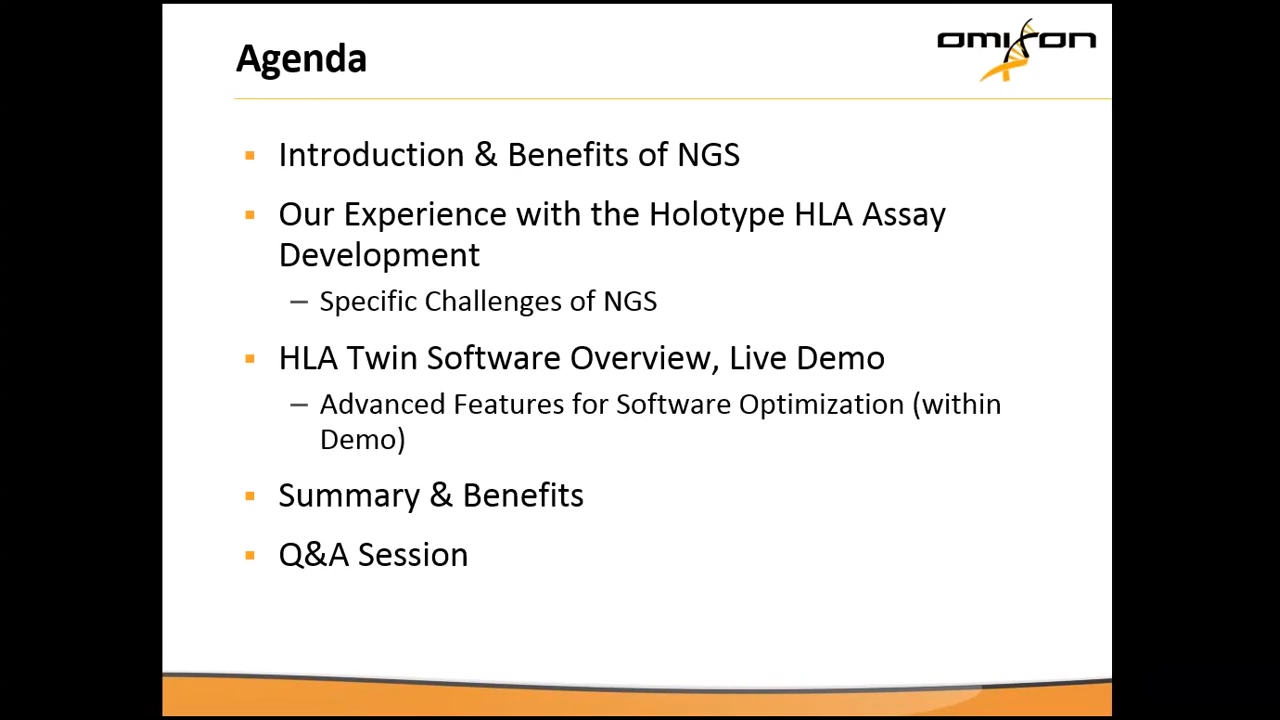 Agenda
omixon
Introduction & Benefits of NGS
Our Experience with the Holotype HLA Assay
Development
– Specific Challenges of NGS
HLA Twin Software Overview, Live Demo
– Advanced Features for Software Optimization (within
Demo)
Summary & Benefits
Q&A Session